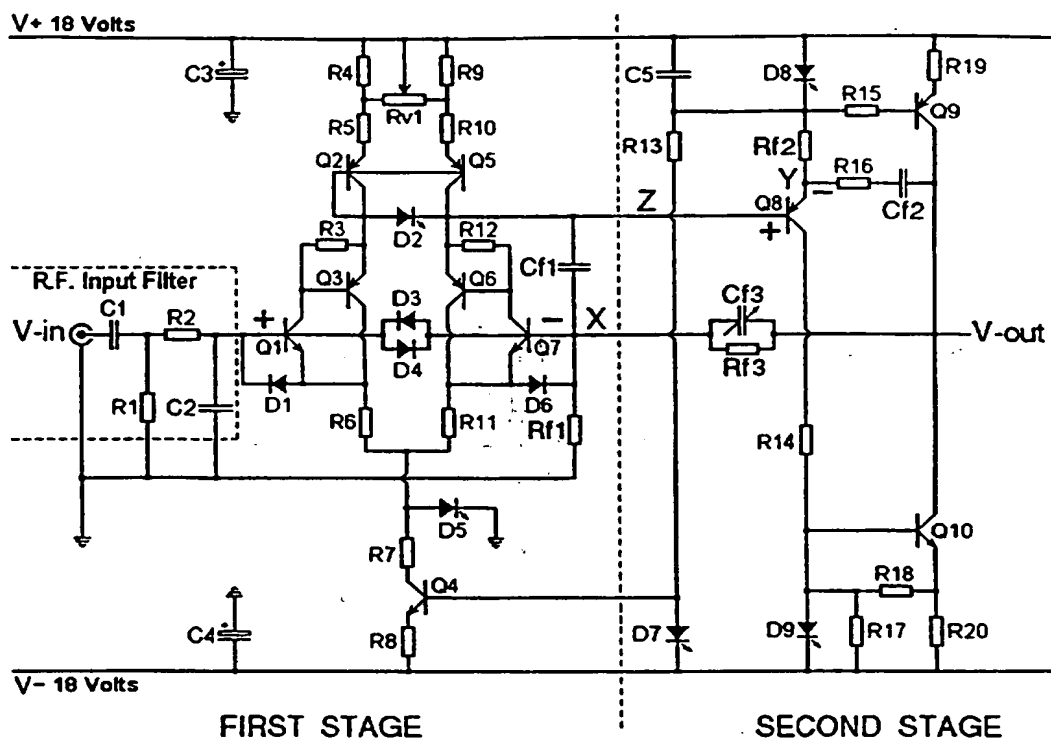 V+ 18 Volts
C3
+
R4
R9
Rv1
R5
R10
Q2
Q5
D2
R3
R12
Q3
Q6
Cf1
Z
C5
R13
D8
R15
R19
Q9
Rf2
Y
−
R16
Cf2
Q8
+
R.F. Input Filter
V-in
C1
R2
+
Q1
D3
D4
−
Q7
X
Cf3
Rf3
V-out
R1
C2
D1
R6
R11
D6
Rf1
R14
D5
R7
Q4
R8
C4
+
D7
Q10
R18
D9
R17
R20
V- 18 Volts
FIRST STAGE
SECOND STAGE